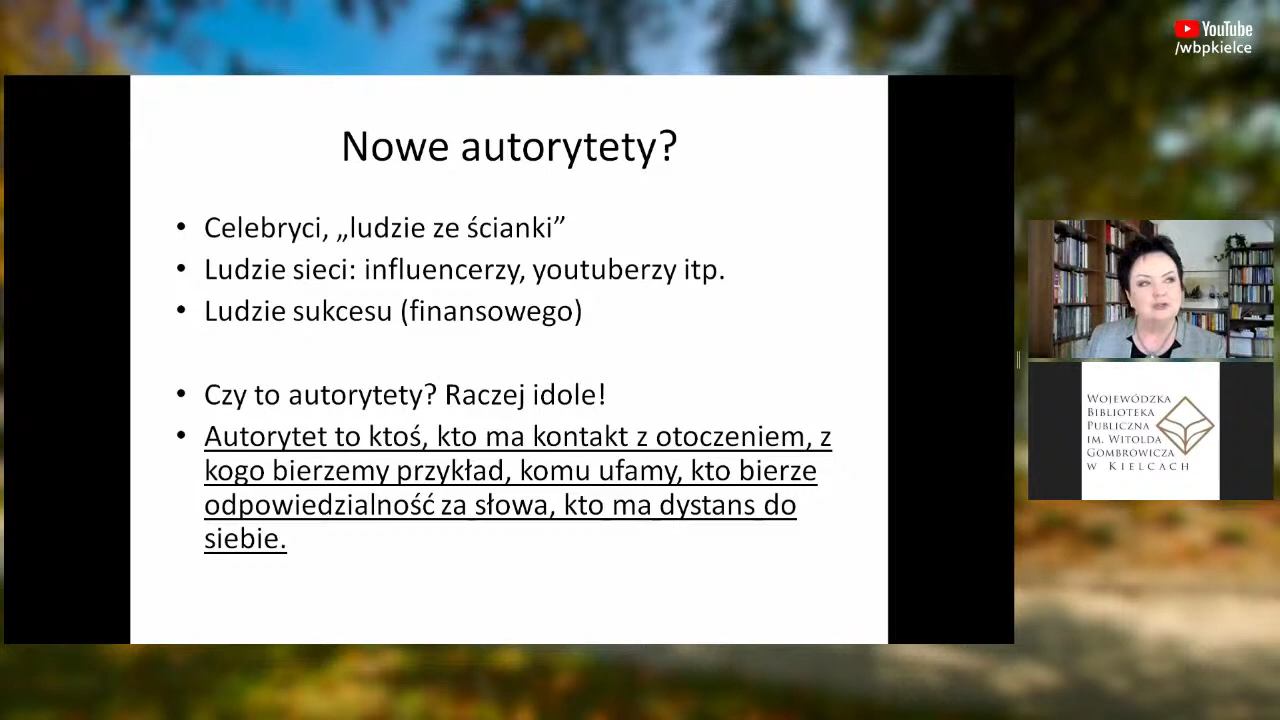 YouTube
/wbpkielce
Nowe autorytety?
• Celebryci, „ludzie ze ścianki”
• Ludzie sieci: influencerzy, youtuberzy itp.
• Ludzie sukcesu (finansowego)
• Czy to autorytety? Raczej idole!
• Autorytet to ktoś, kto ma kontakt z otoczeniem, z
kogo bierzemy przykład, komu ufamy, kto bierze
odpowiedzialność za słowa, kto ma dystans do
siebie.
WOJEWÓDZKA
BIBLIOTEKA
PUBLICZNA
IM. WITOLDA
GOMBROWICZA
W KIELCACH